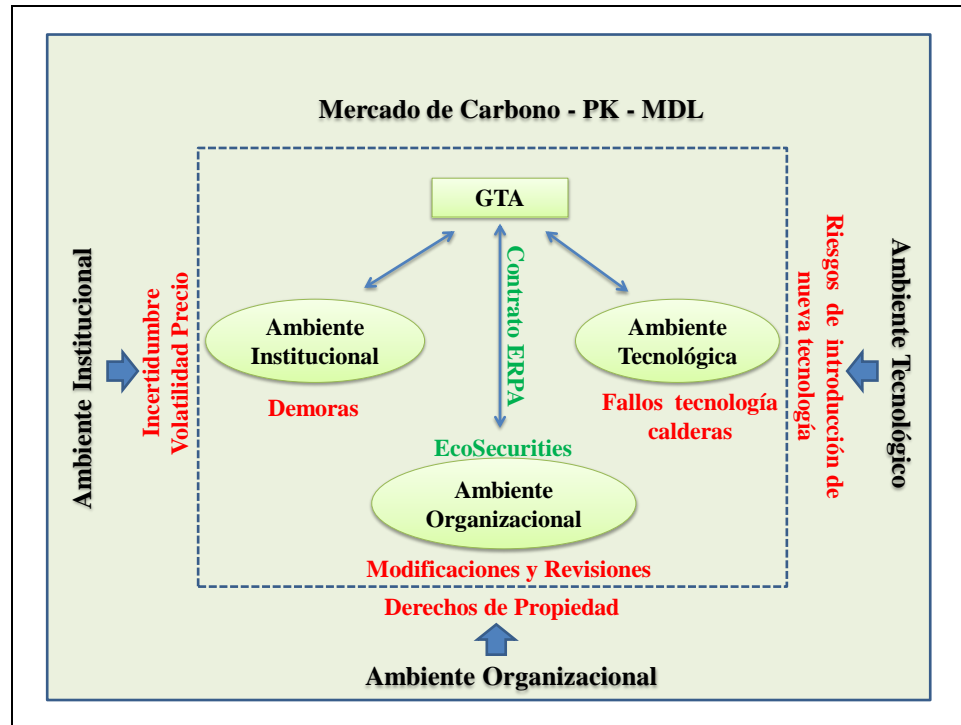 Mercado de Carbono - PK - MDL
GTA
Contrato ERPA
Ambiente Institucional
Incertidumbre
Volatilidad Precio
Ambiente
Institucional
Demoras
Ambiente
Tecnológica
Fallos tecnología
calderas
Riesgos de introducción de
nueva tecnología
Ambiente Tecnológico
EcoSecurities
Ambiente
Organizacional
Modificaciones y Revisiones
Derechos de Propiedad
Ambiente Organizacional